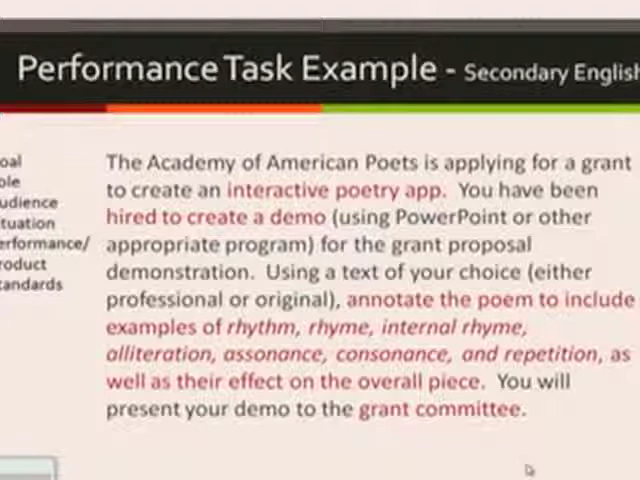 Performance Task Example - Secondary English
oal
ole
udience
ituation
erformance/
roduct
tandards
The Academy of American Poets is applying for a grant
to create an interactive poetry app. You have been
hired to create a demo (using PowerPoint or other
appropriate program) for the grant proposal
demonstration. Using a text of your choice (either
professional or original), annotate the poem to include
examples of rhythm, rhyme, internal rhyme,
alliteration, assonance, consonance, and repetition, as
well as their effect on the overall piece. You will
present your demo to the grant committee.